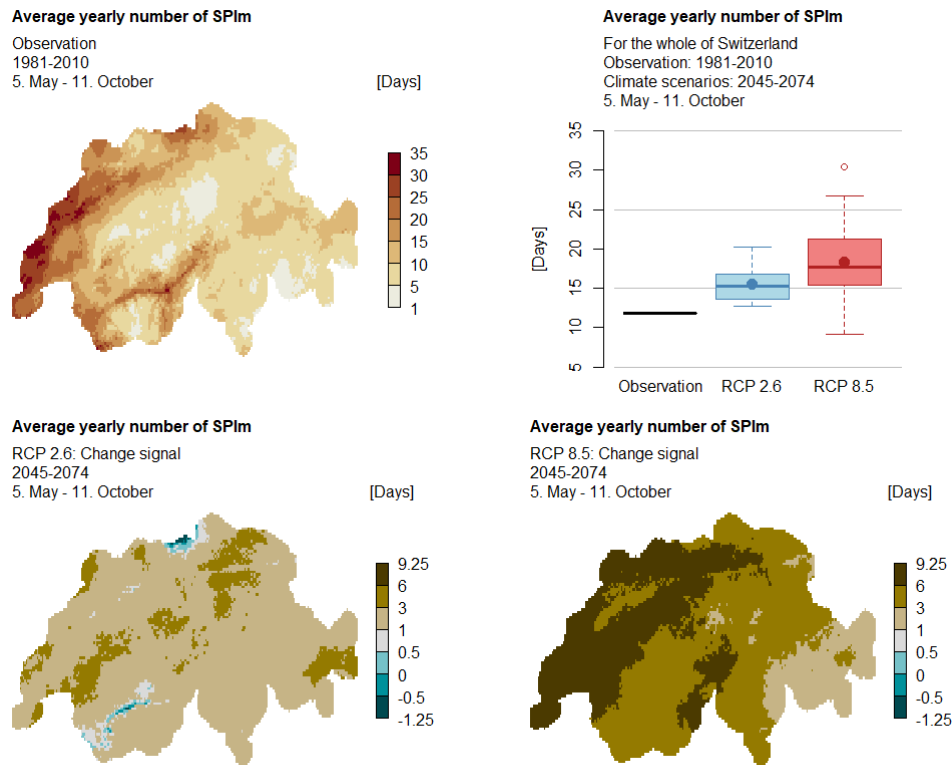 Average yearly number of SPIm
Observation
1981-2010
5. May - 11. October
[Days]
35
30
25
20
15
10
5
1
Average yearly number of SPIm
For the whole of Switzerland
Observation: 1981-2010
Climate scenarios: 2045-2074
5. May - 11. October
[Days]
35
30
25
20
15
10
5
Observation RCP 2.6 RCP 8.5
Average yearly number of SPIm
RCP 2.6: Change signal
2045-2074
5. May - 11. October
[Days]
9.25
6
3
1
0.5
0
-0.5
-1.25
Average yearly number of SPIm
RCP 8.5: Change signal
2045-2074
5. May - 11. October
[Days]
9.25
6
3
1
0.5
0
-0.5
-1.25